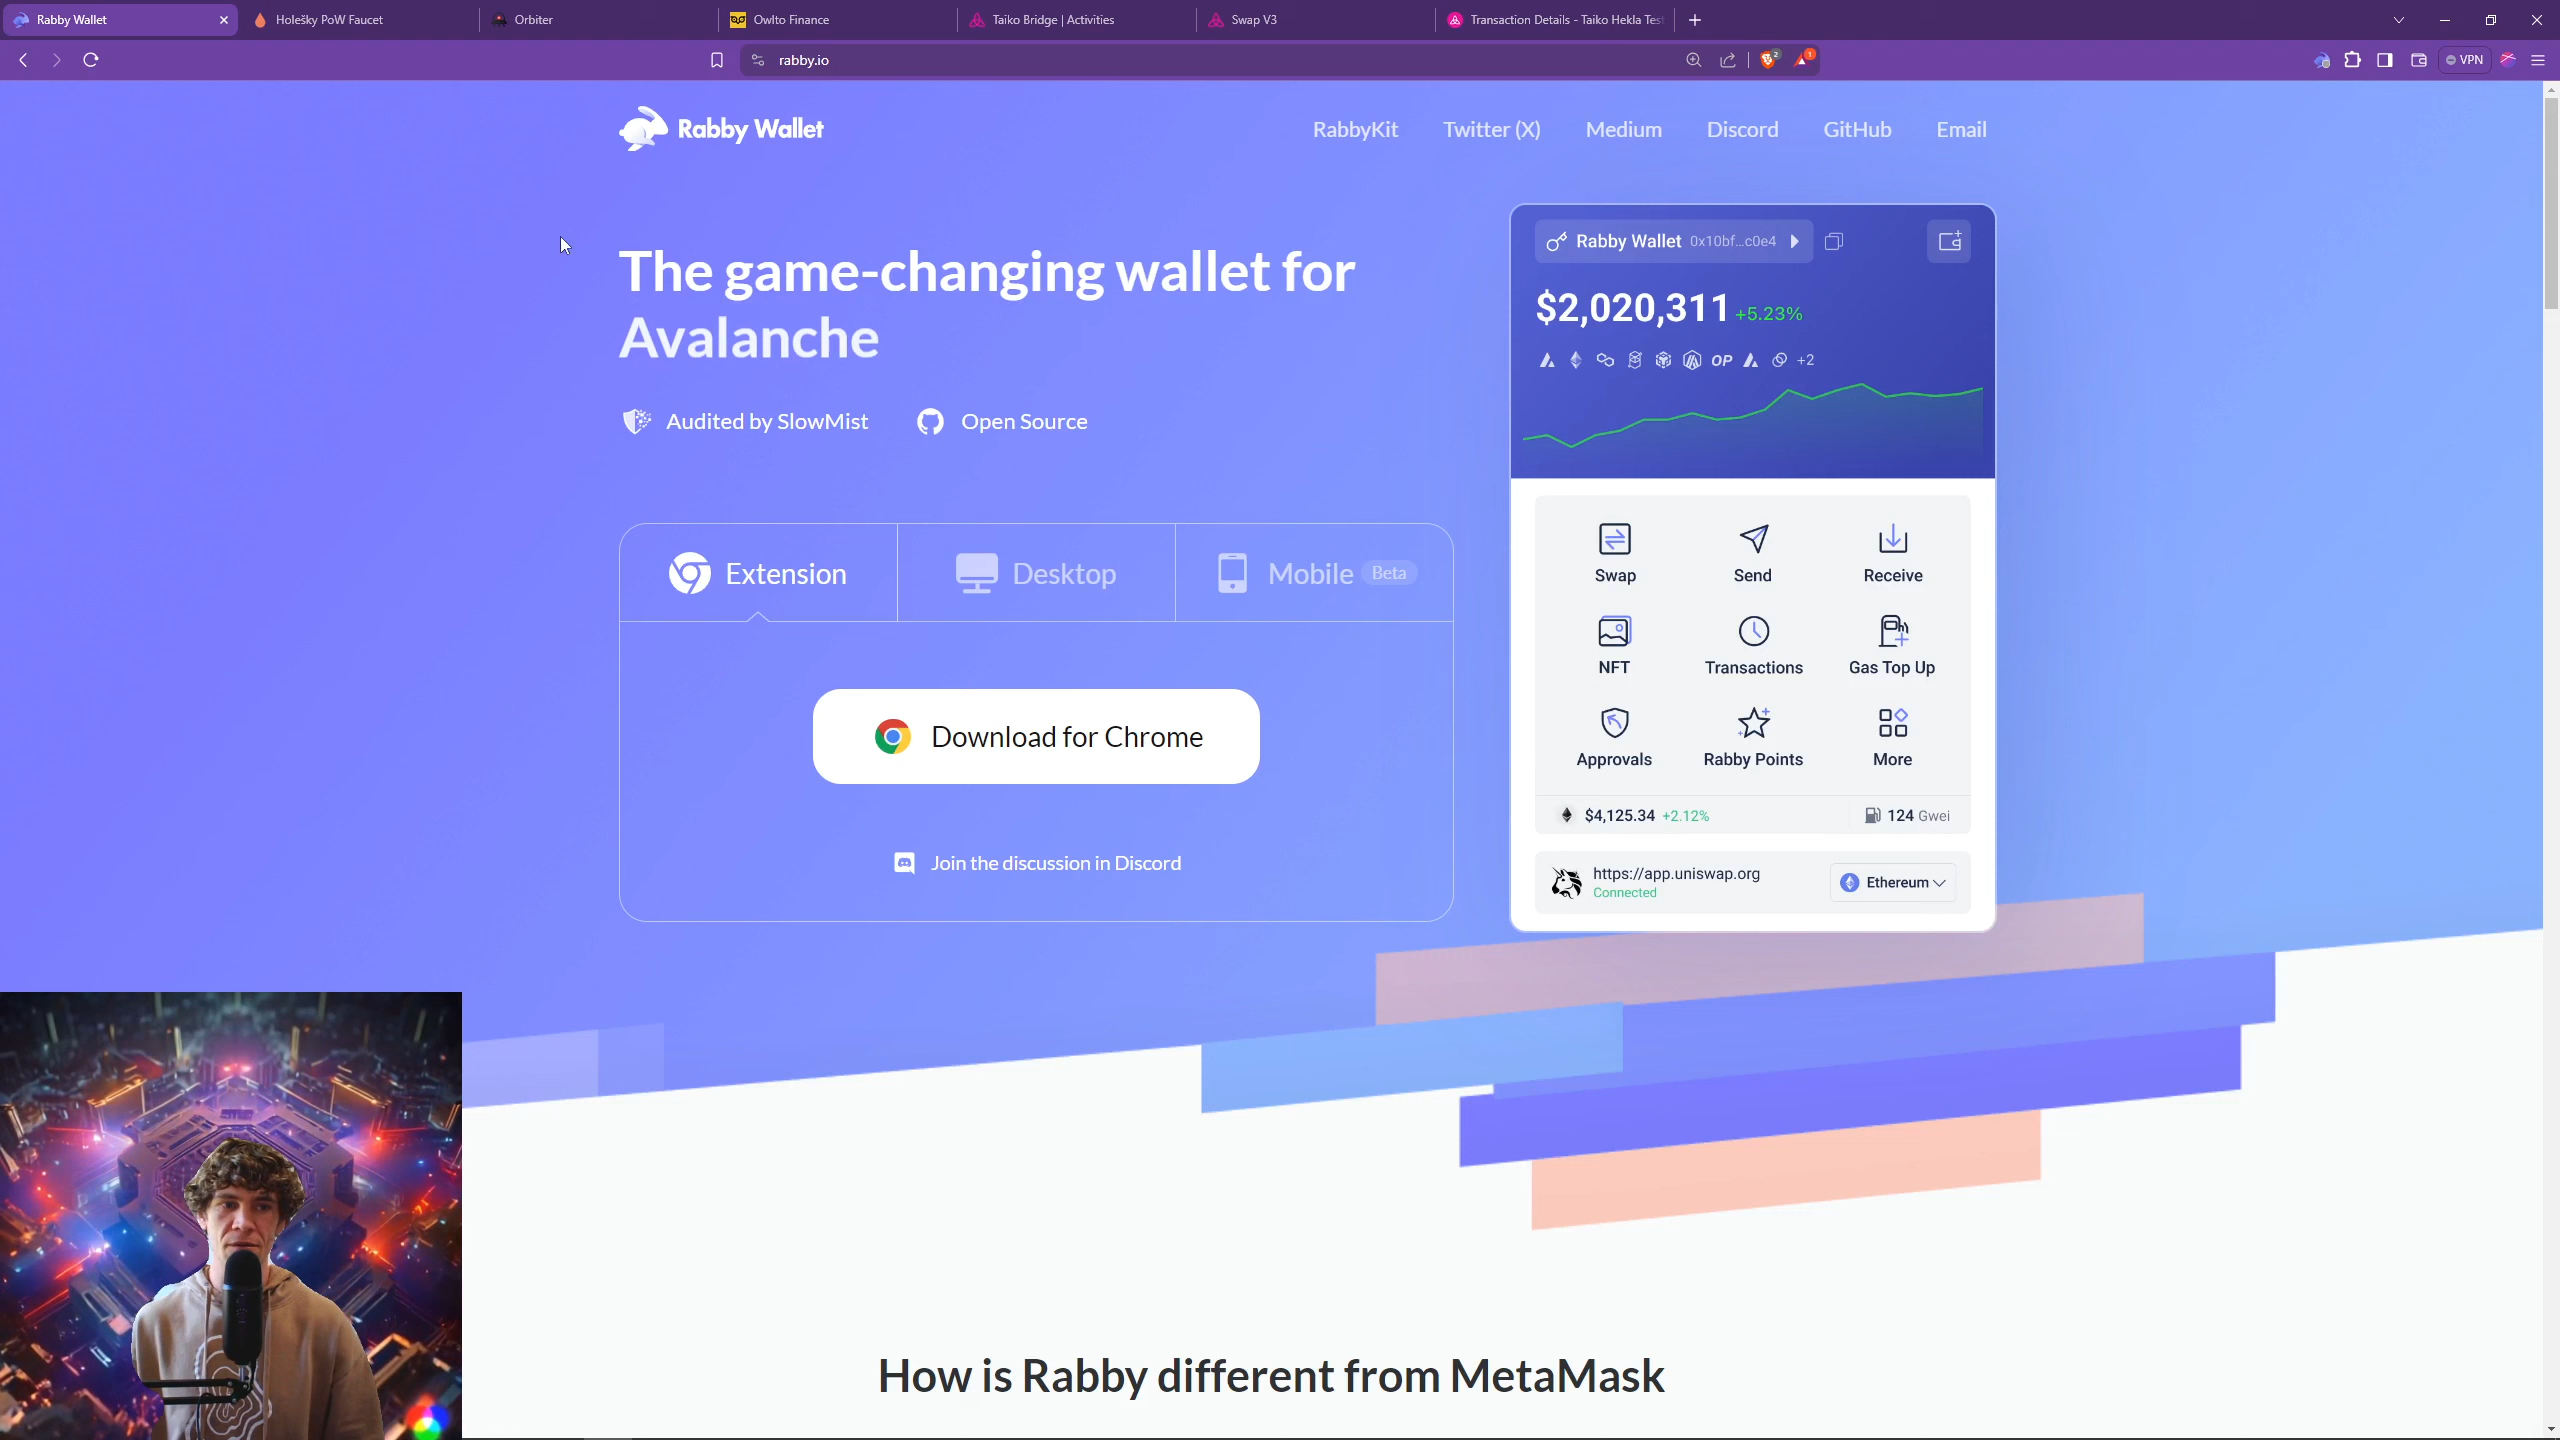 Rabby Wallet
Holešky PoW Faucet
Orbiter
Owlto Finance
Taiko Bridge | Activities
Swap V3
Transaction Details - Taiko Hekla Test
rabby.io
2
1
VPN
Rabby Wallet
RabbyKit
Twitter (X)
Medium
Discord
GitHub
Email
The game-changing wallet for
Avalanche
Audited by SlowMist
Open Source
Extension
Desktop
Mobile Beta
Download for Chrome
Join the discussion in Discord
Rabby Wallet 0x10bf...c0e4
$2,020,311 +5.23%
OP +2
Swap
Send
Receive
NFT
Transactions
Gas Top Up
Approvals
Rabby Points
More
$4,125.34 +2.12%
124 Gwei
https://app.uniswap.org
Connected
Ethereum
How is Rabby different from MetaMask